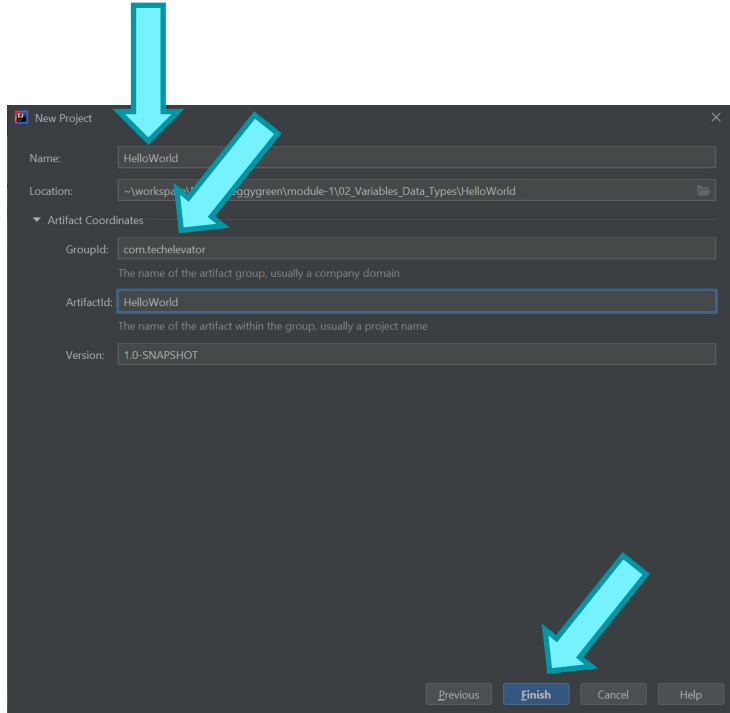 New Project
Name: HelloWorld
Location: ~\workspa eggygreen\module-1\02_Variables_Data_Types\HelloWorld
Artifact Coordinates
GroupId: com.techelevator
The name of the artifact group, usually a company domain
ArtifactId: HelloWorld
The name of the artifact within the group, usually a project name
Version: 1.0-SNAPSHOT
Previous Finish Cancel Help